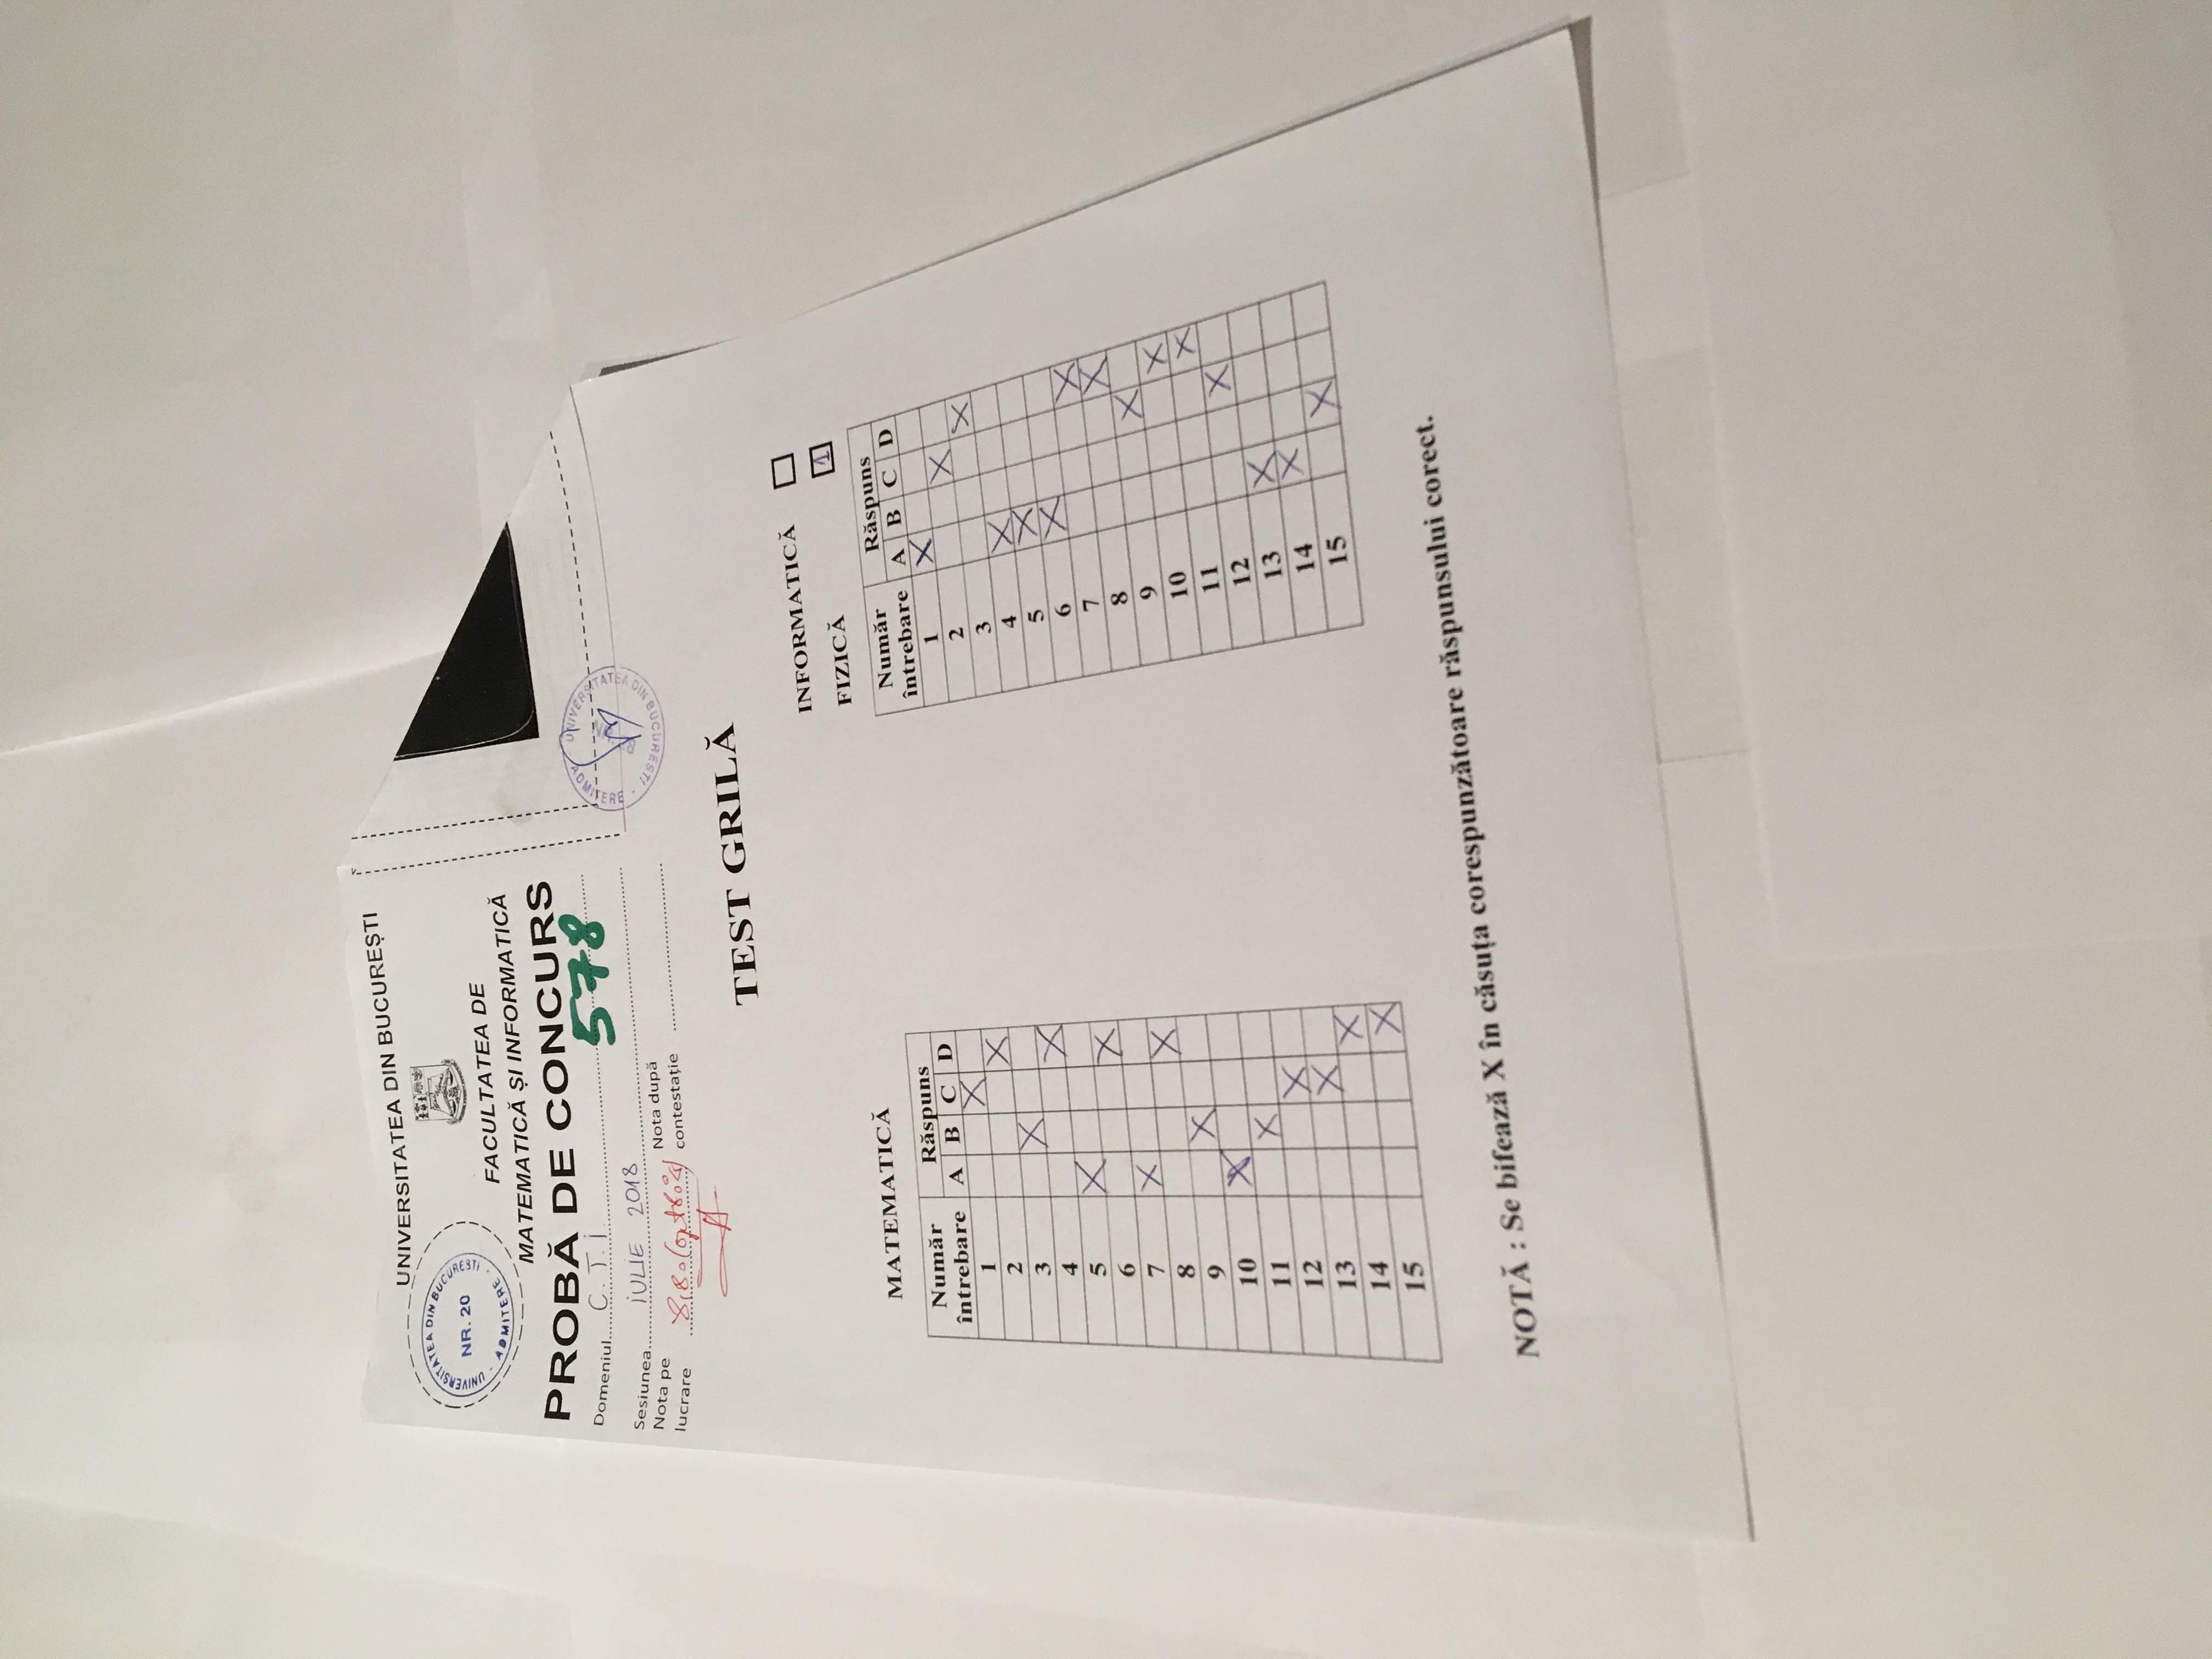 UNIVERSITATEA DIN BUCUREȘTI
UNIVERSITATEA DIN BUCUREȘTI
NR. 20
ADMITERE
FACULTATEA DE
MATEMATICĂ ȘI INFORMATICĂ
PROBĂ DE CONCURS
578
Domeniul C.T.I.
Sesiunea IULIE 2018
Nota pe lucrare 8,80
Nota după contestație
UNIVERSITATEA DIN BUCUREȘTI
ADMITERE
TEST GRILĂ
MATEMATICĂ
Număr întrebare Răspuns
A B C D
1 X
2 X
3 X
4 X
5 X
6 X
7 X
8 X
9 X
10 X
11 X
12 X
13 X
14 X
15 X
INFORMATICĂ
FIZICĂ 1
Număr întrebare Răspuns
A B C D
1 X
2 X
3 X
4 X
5 X
6 X
7 X
8 X
9 X
10 X
11 X
12 X
13 X
14 X
15 X
NOTĂ : Se bifează X în căsuța corespunzătoare răspunsului corect.